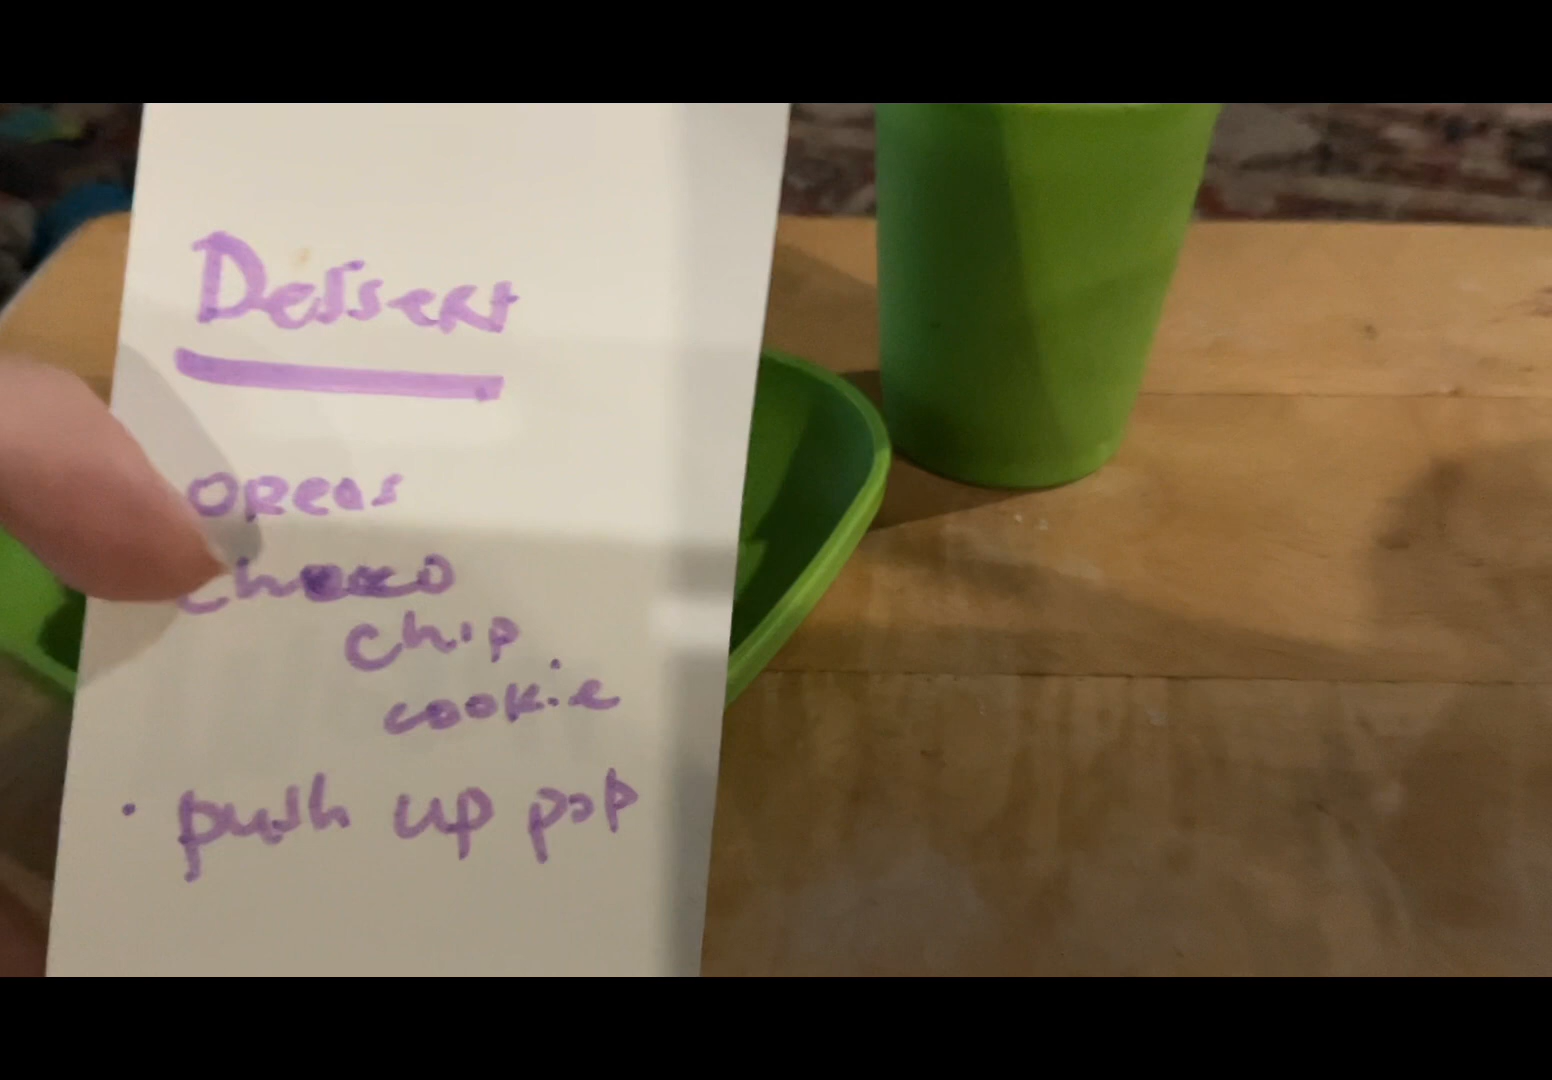 Dessert
oreos
choco
chip
cookie
• push up pop